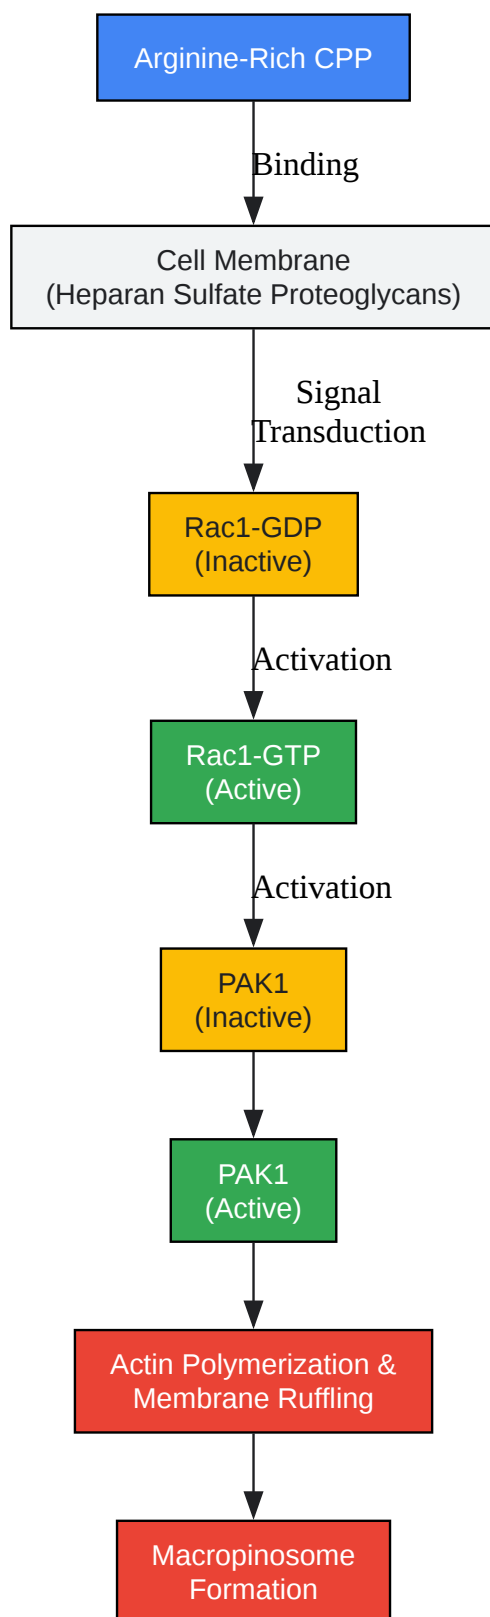 Arginine-Rich CPP
Binding
Cell Membrane
(Heparan Sulfate Proteoglycans)
Signal
Transduction
Rac1-GDP
(Inactive)
Activation
Rac1-GTP
(Active)
Activation
PAK1
(Inactive)
PAK1
(Active)
Actin Polymerization &
Membrane Ruffling
Macropinosome
Formation